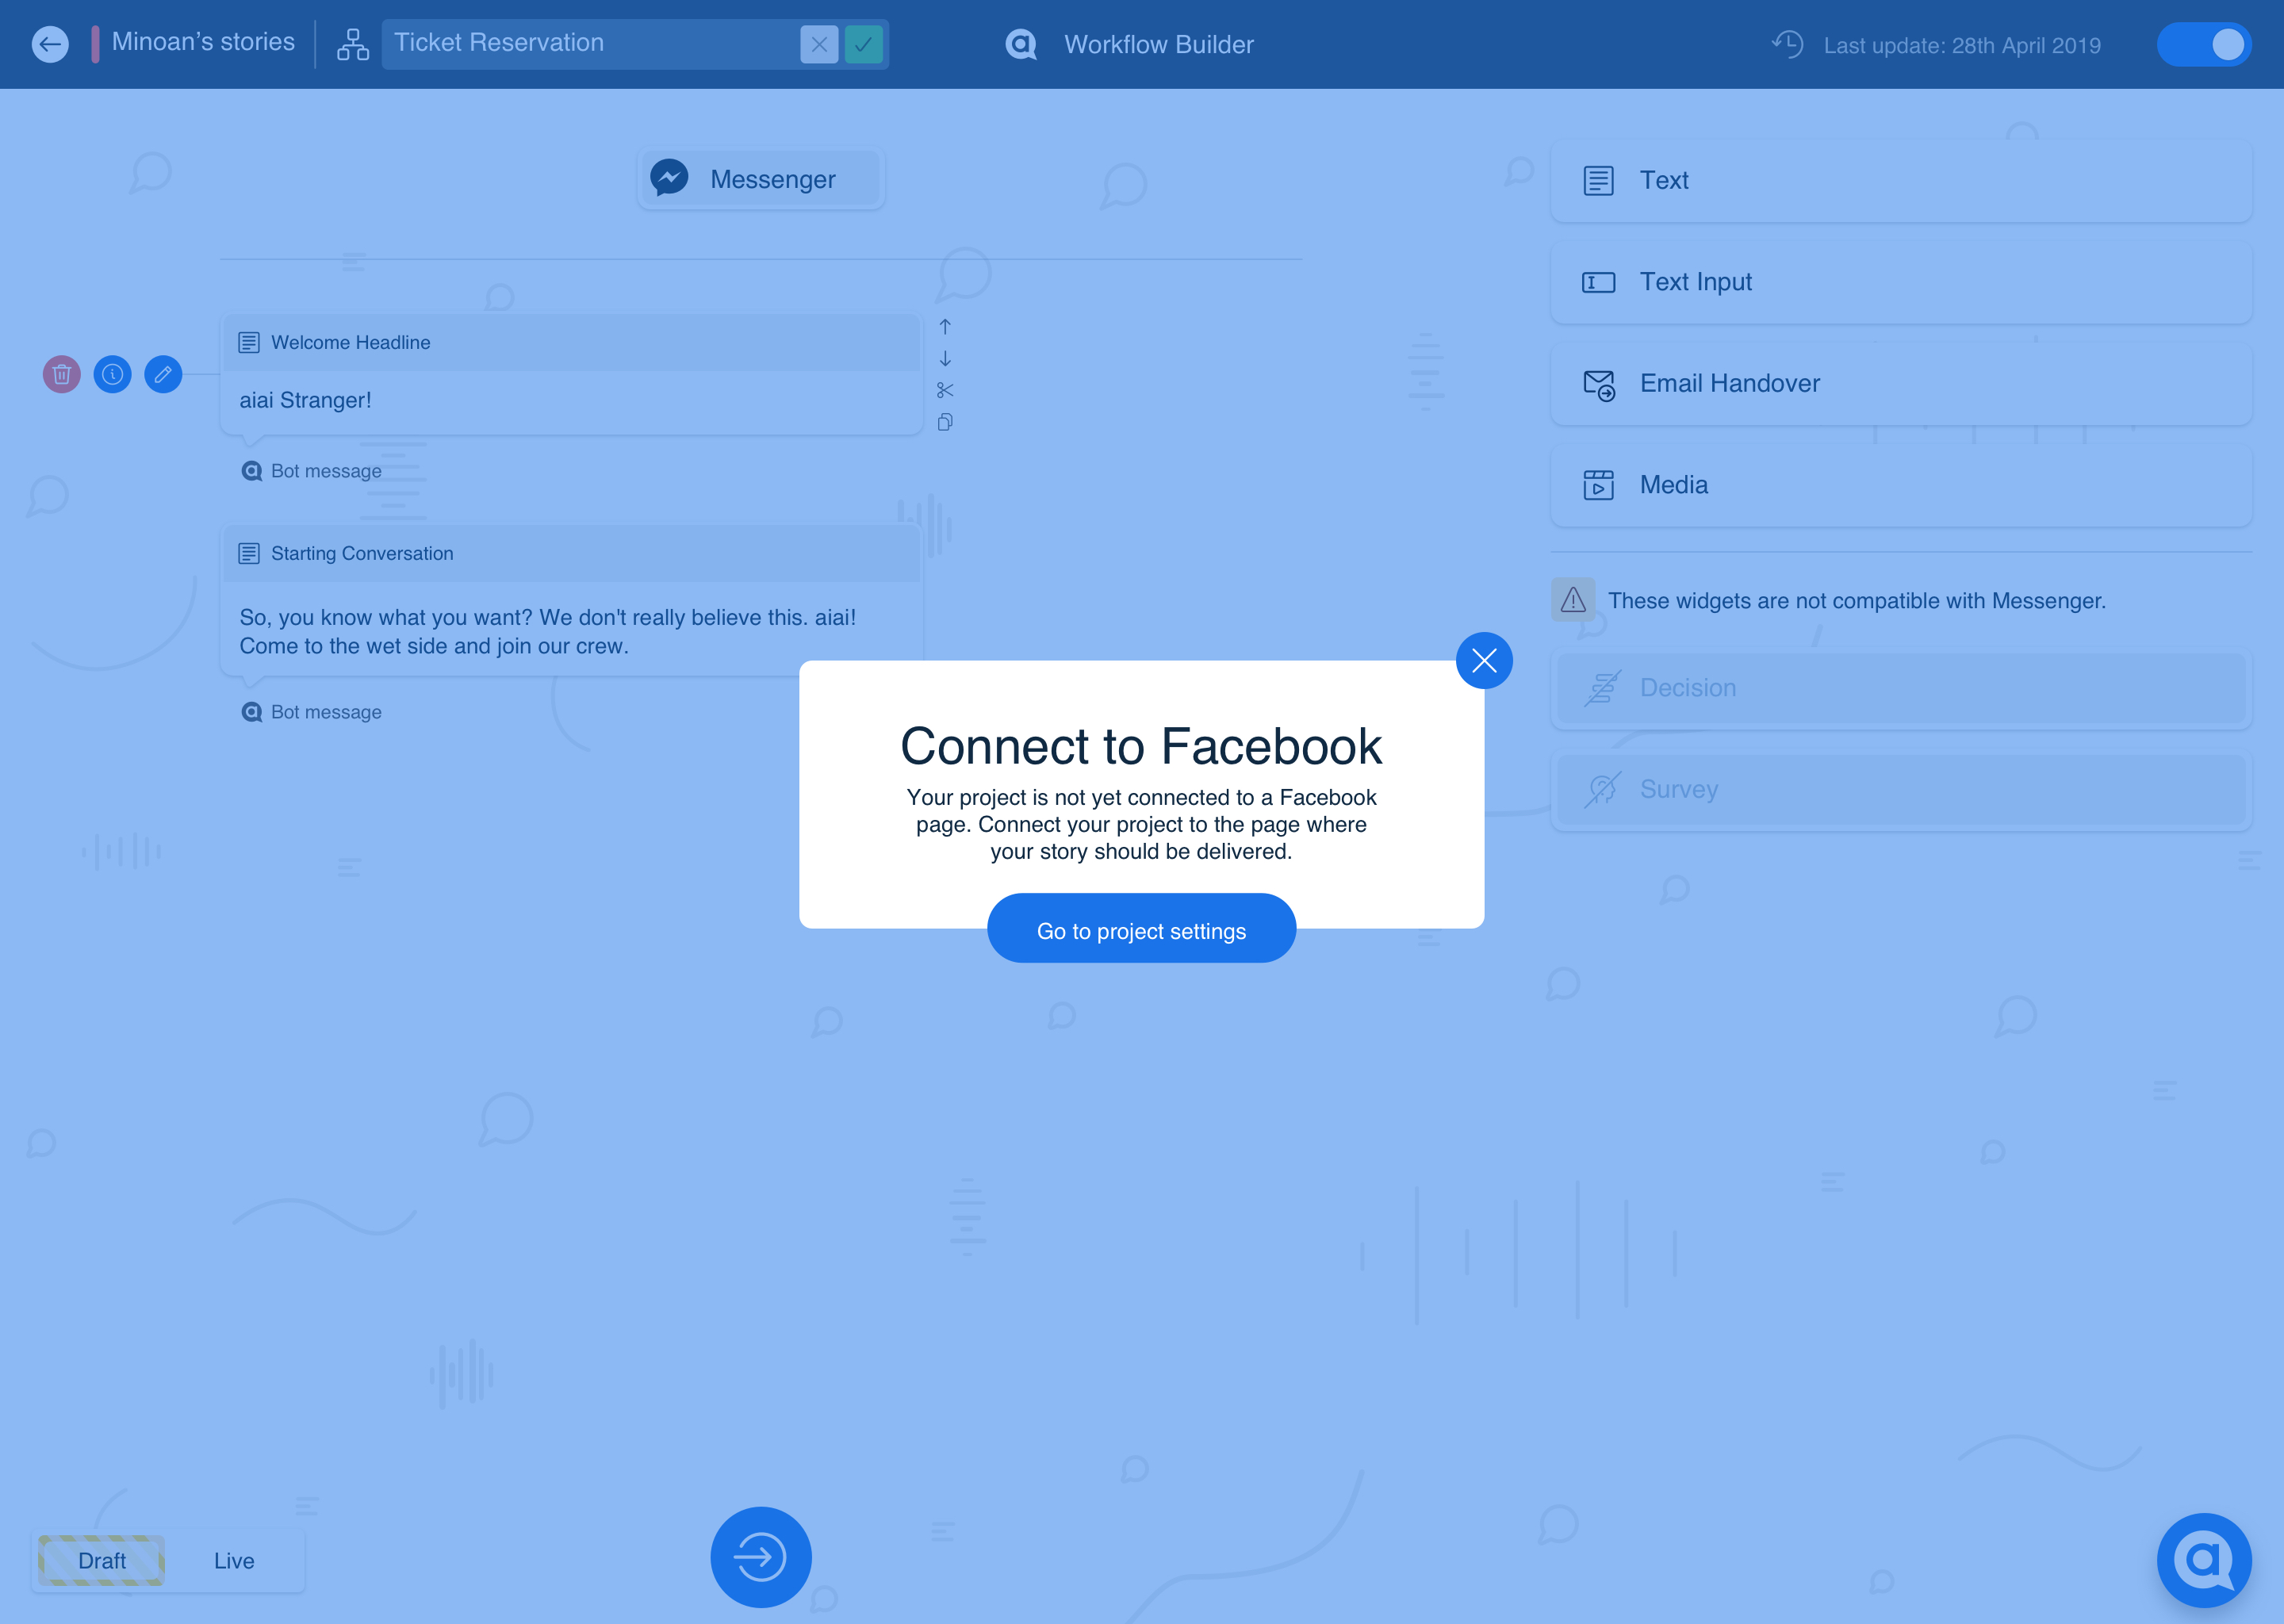 Minoan’s stories
Ticket Reservation
Workflow Builder
Last update: 28th April 2019
Messenger
Welcome Headline
aiai Stranger!
Bot message
Starting Conversation
So, you know what you want? We don't really believe this. aiai!
Come to the wet side and join our crew.
Bot message
Text
Text Input
Email Handover
Media
These widgets are not compatible with Messenger.
Decision
Survey
Connect to Facebook
Your project is not yet connected to a Facebook
page. Connect your project to the page where
your story should be delivered.
Go to project settings
Draft
Live